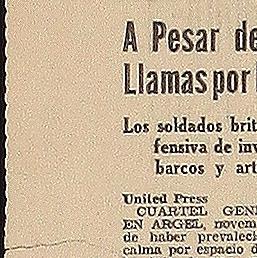 A Pesar de
Llamas por
Los soldados brit
fensiva de inv
barcos y art
United Press
CUARTEL GEN
EN ARGEL, novem
de haber prevaleci
calma por espacio d